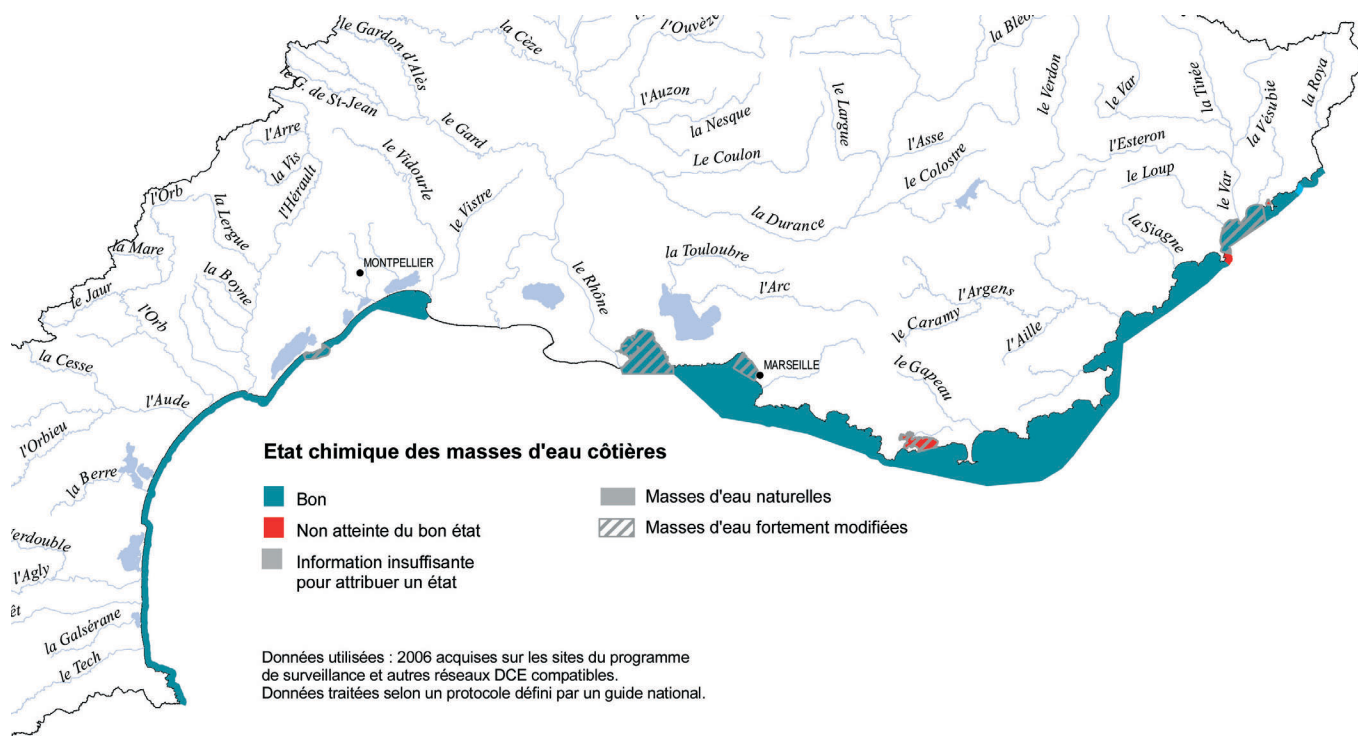 le Gardon d'Alès
la Cèze
l'Ouvèze
la Bléo
le G. de St-Jean
l'Auzon
le Largue
le Verdon
le Var
la Tinée
la Vésubie
la Roya
l'Arre
le Gard
la Nesque
l'Asse
l'Esteron
la Vis
le Vidourle
Le Coulon
le Colostre
le Loup
l'Orb
la Lergue
l'Hérault
le Vistre
la Durance
le Var
la Siagne
la Mare
MONTPELLIER
la Touloubre
la Boyne
le Rhône
l'Arc
l'Argens
le Jaur
l'Orb
le Caramy
l'Aille
la Cesse
MARSEILLE
le Gapeau
l'Aude
l'Orbieu
la Berre
Verdouble
l'Agly
êt
la Galsérane
le Tech
Etat chimique des masses d'eau côtières
Bon
Non atteinte du bon état
Information insuffisante
pour attribuer un état
Masses d'eau naturelles
Masses d'eau fortement modifiées
Données utilisées : 2006 acquises sur les sites du programme
de surveillance et autres réseaux DCE compatibles.
Données traitées selon un protocole défini par un guide national.